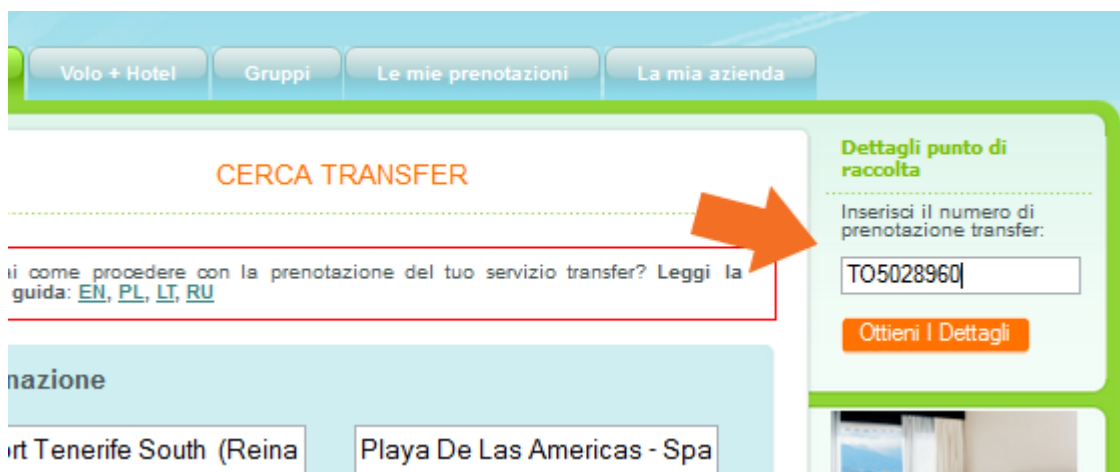 Volo + Hotel Gruppi Le mie prenotazioni La mia azienda
CERCA TRANSFER
ai come procedere con la prenotazione del tuo servizio transfer? Leggi la
guida: EN, PL, LT, RU
nazione
rt Tenerife South (Reina Playa De Las Americas - Spa
Dettagli punto di
raccolta
Inserisci il numero di
prenotazione transfer:
TO5028960
Ottieni I Dettagli